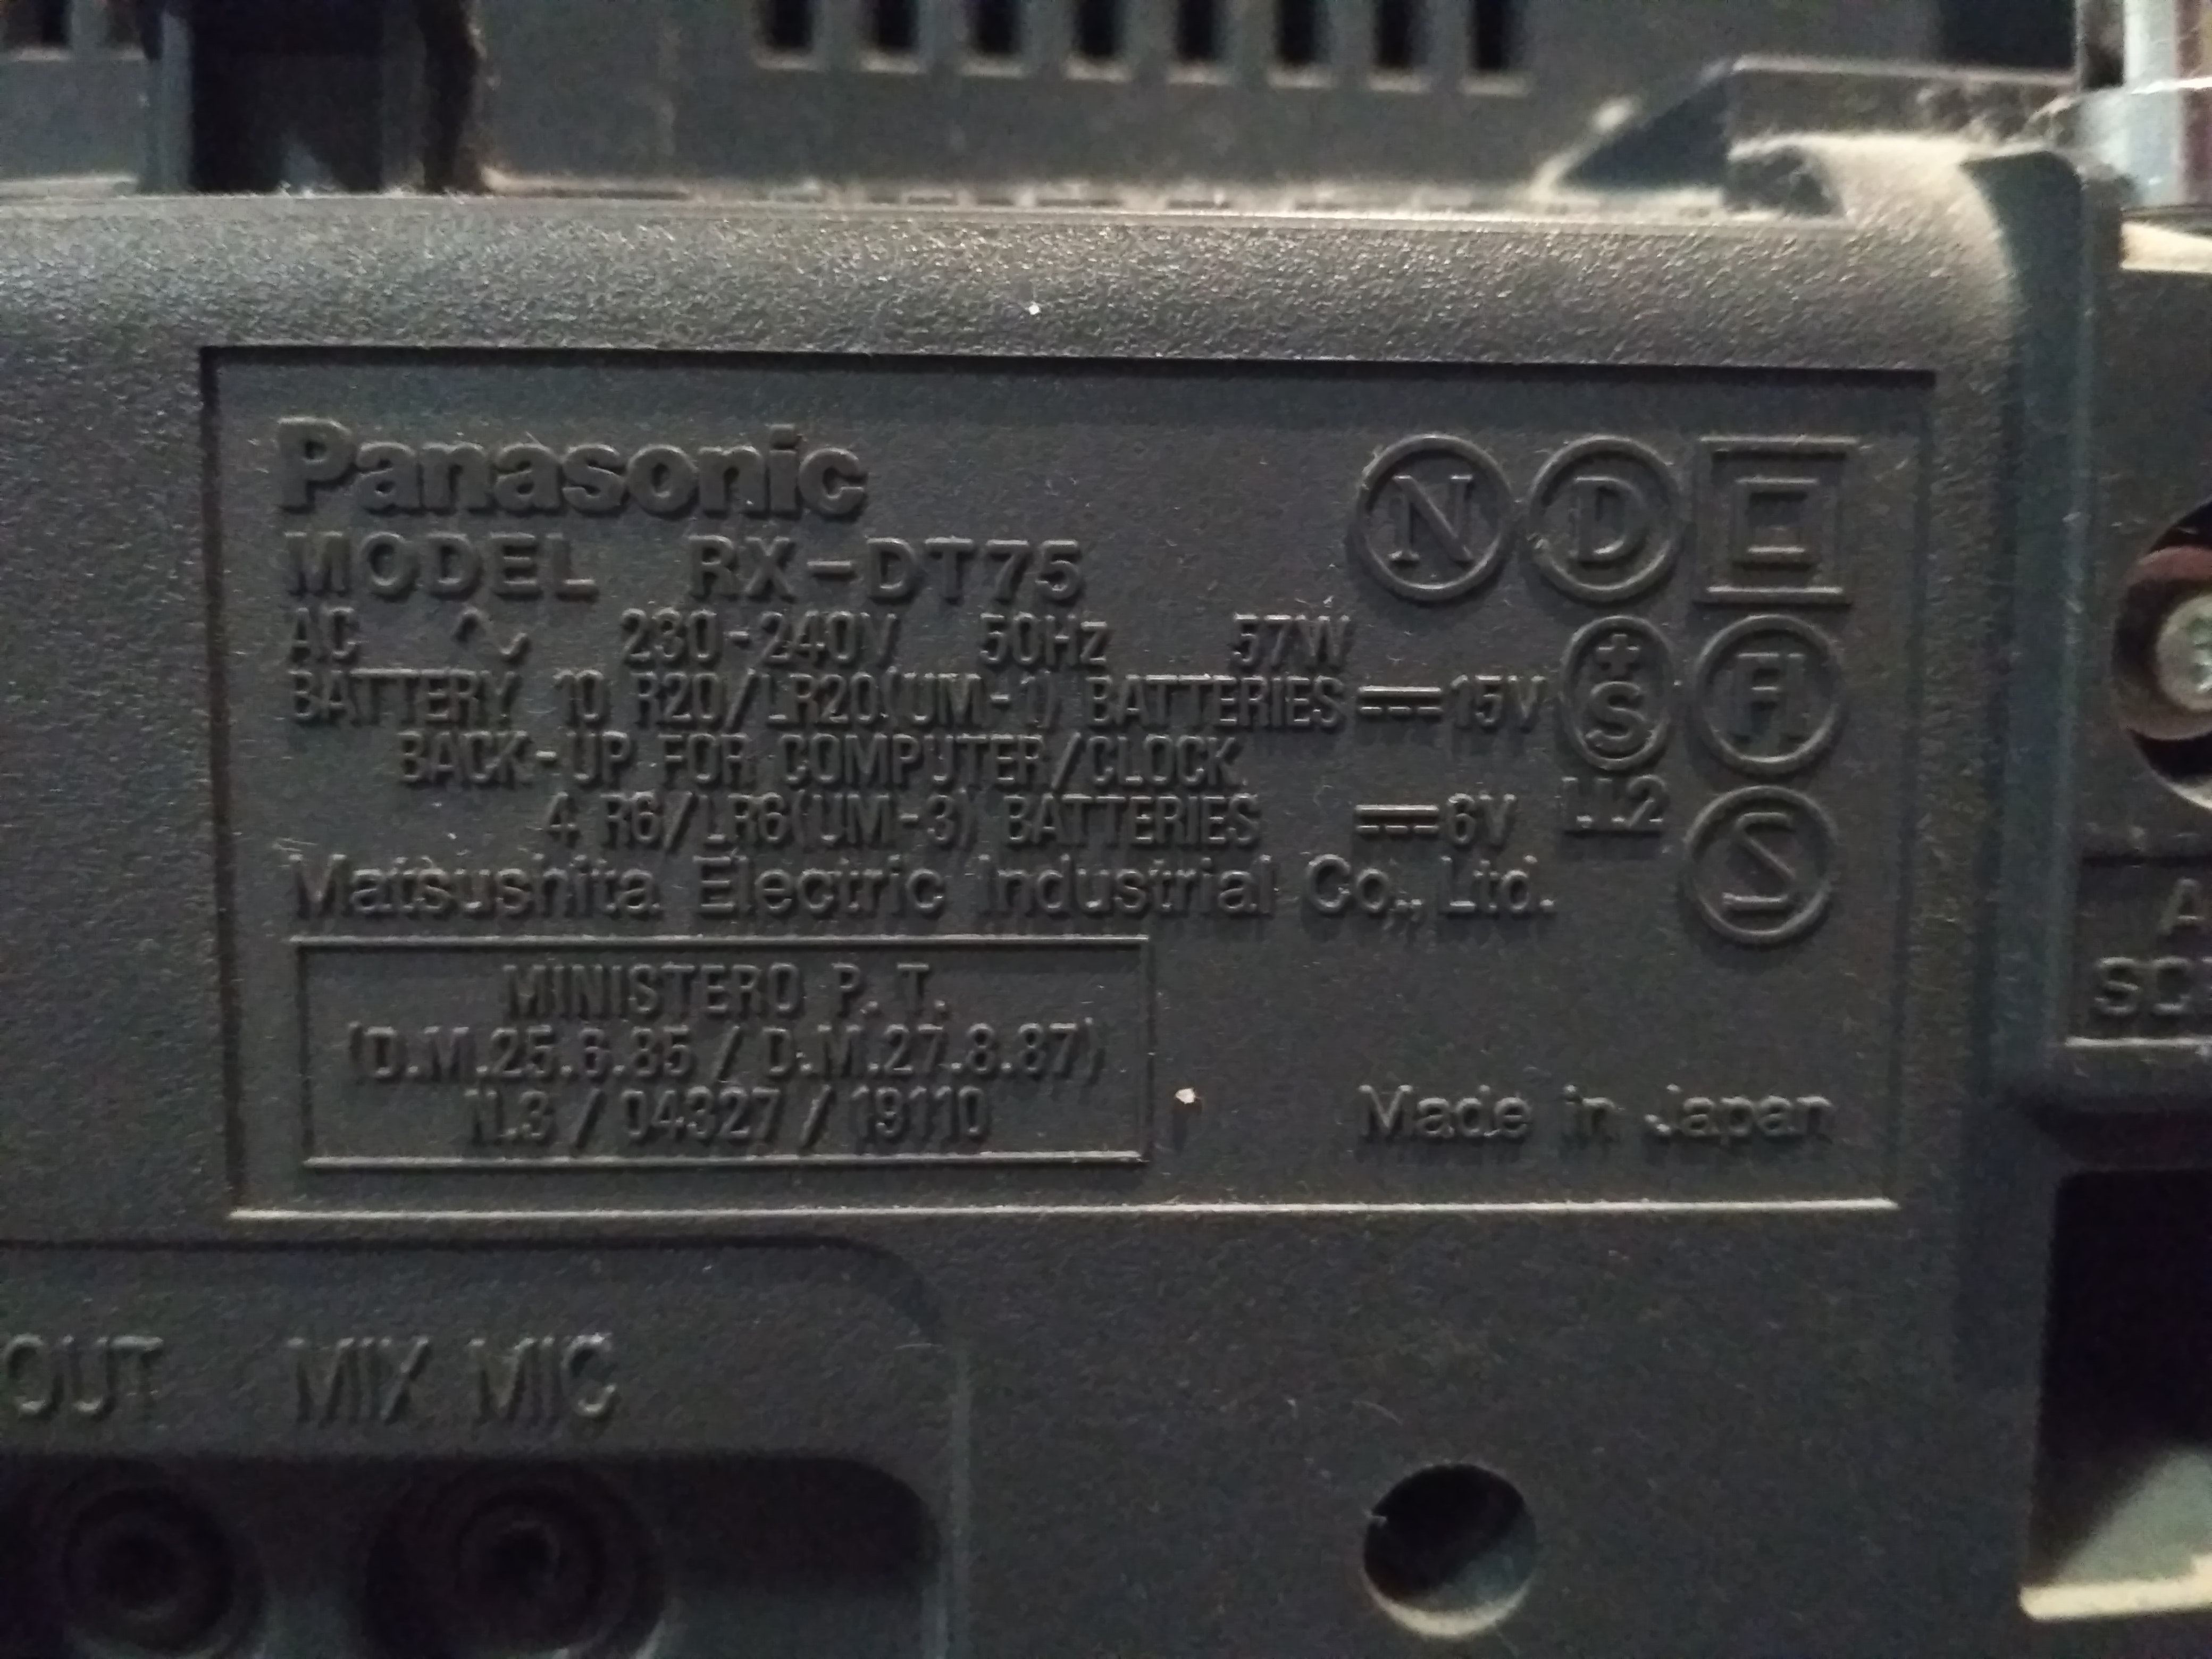 Panasonic
N D
MODEL RX-DT75
AC ~ 230-240V 50Hz 57W
BATTERY 10 R20/LR20(UM-1) BATTERIES ⎓15V
+S FI
BACK-UP FOR COMPUTER/CLOCK
4 R6/LR6(UM-3) BATTERIES ⎓6V
S
Matsushita Electric Industrial Co., Ltd.
MINISTERO P. T.
(D.M.25.6.85 / D.M.27.8.87)
N.3 / 04327 / 19110
Made in Japan
OUT MIX MIC